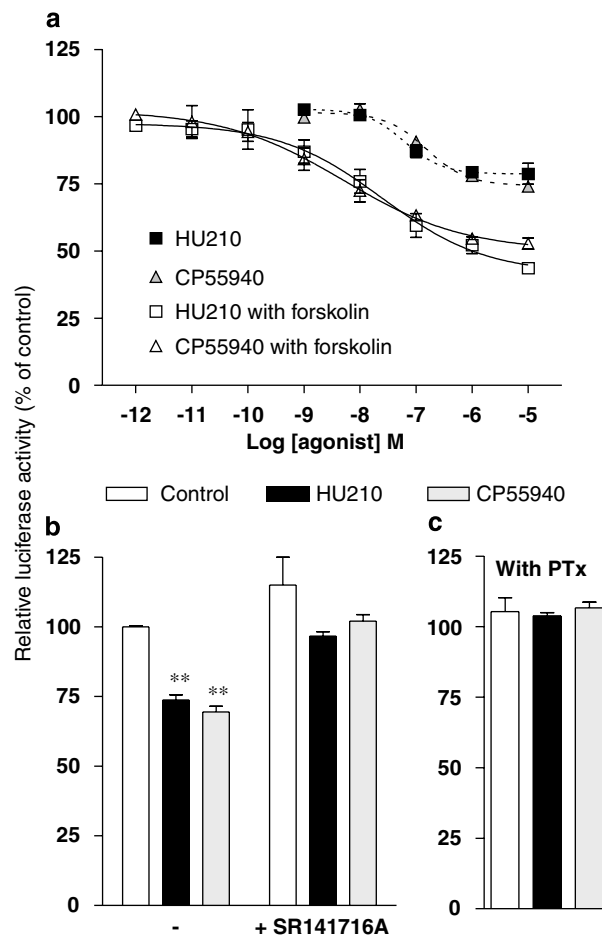 a
Relative luciferase activity (% of control)
125
100
75
50
25
0
HU210
CP55940
HU210 with forskolin
CP55940 with forskolin
-12 -11 -10 -9 -8 -7 -6 -5
Log [agonist] M
Control HU210 CP55940
b
125
100
75
50
25
0
** **
- + SR141716A
c
With PTx
125
100
75
50
25
0